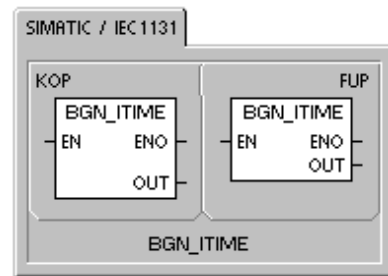 SIMATIC / IEC1131
KOP
FUP
BGN_ITIME
EN ENO
OUT
BGN_ITIME
EN ENO
OUT
BGN_ITIME